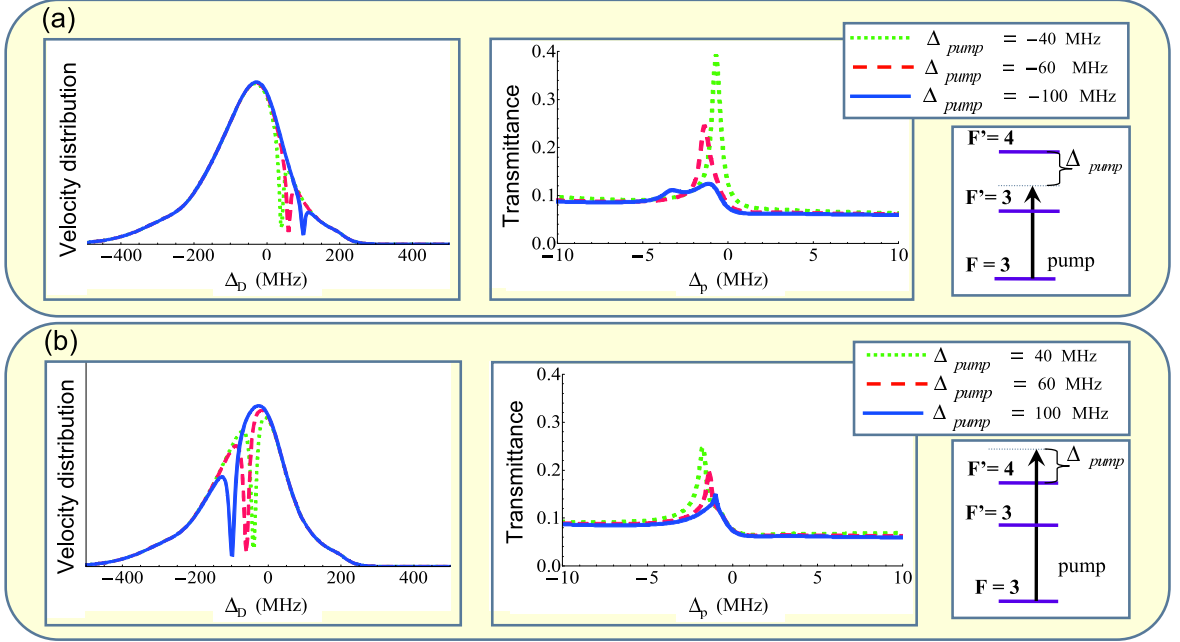 (a)
Velocity distribution
−400 −200 0 200 400
Δ_D (MHz)
Transmittance
0.4
0.3
0.2
0.1
0.0
−10 −5 0 5 10
Δ_p (MHz)
Δ_pump = −40 MHz
Δ_pump = −60 MHz
Δ_pump = −100 MHz
F'= 4
Δ_pump
F'= 3
F = 3
pump
(b)
Velocity distribution
−400 −200 0 200 400
Δ_D (MHz)
Transmittance
0.4
0.3
0.2
0.1
0.0
−10 −5 0 5 10
Δ_p (MHz)
Δ_pump = 40 MHz
Δ_pump = 60 MHz
Δ_pump = 100 MHz
Δ_pump
F'= 4
F'= 3
pump
F = 3